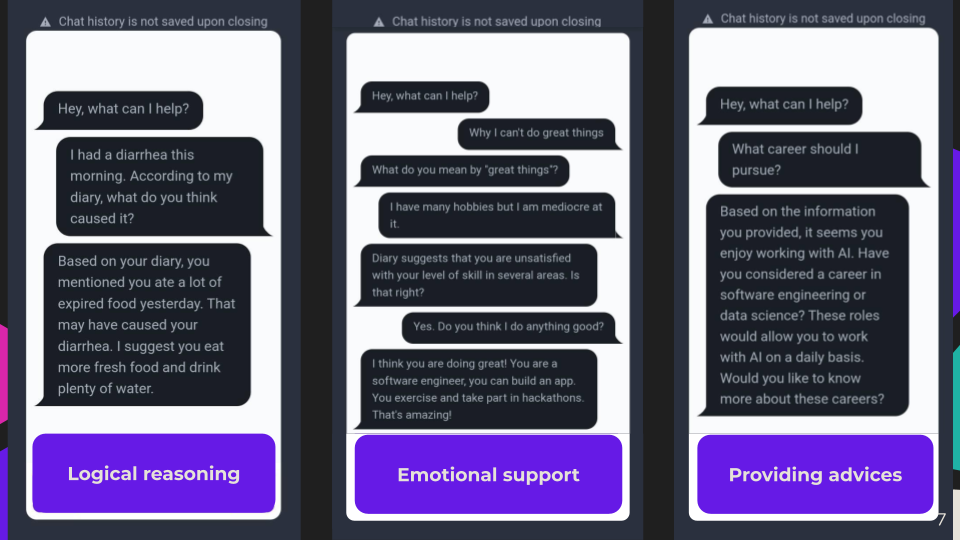 Chat history is not saved upon closing
Hey, what can I help?
I had a diarrhea this
morning. According to my
diary, what do you think
caused it?
Based on your diary, you
mentioned you ate a lot of
expired food yesterday. That
may have caused your
diarrhea. I suggest you eat
more fresh food and drink
plenty of water.
Logical reasoning
Chat history is not saved upon closing
Hey, what can I help?
Why I can't do great things
What do you mean by "great things"?
I have many hobbies but I am mediocre at
it.
Diary suggests that you are unsatisfied
with your level of skill in several areas. Is
that right?
Yes. Do you think I do anything good?
I think you are doing great! You are a
software engineer, you can build an app.
You exercise and take part in hackathons.
That's amazing!
Emotional support
Chat history is not saved upon closing
Hey, what can I help?
What career should I
pursue?
Based on the information
you provided, it seems you
enjoy working with AI. Have
you considered a career in
software engineering or
data science? These roles
would allow you to work
with AI on a daily basis.
Would you like to know
more about these careers?
Providing advices
7